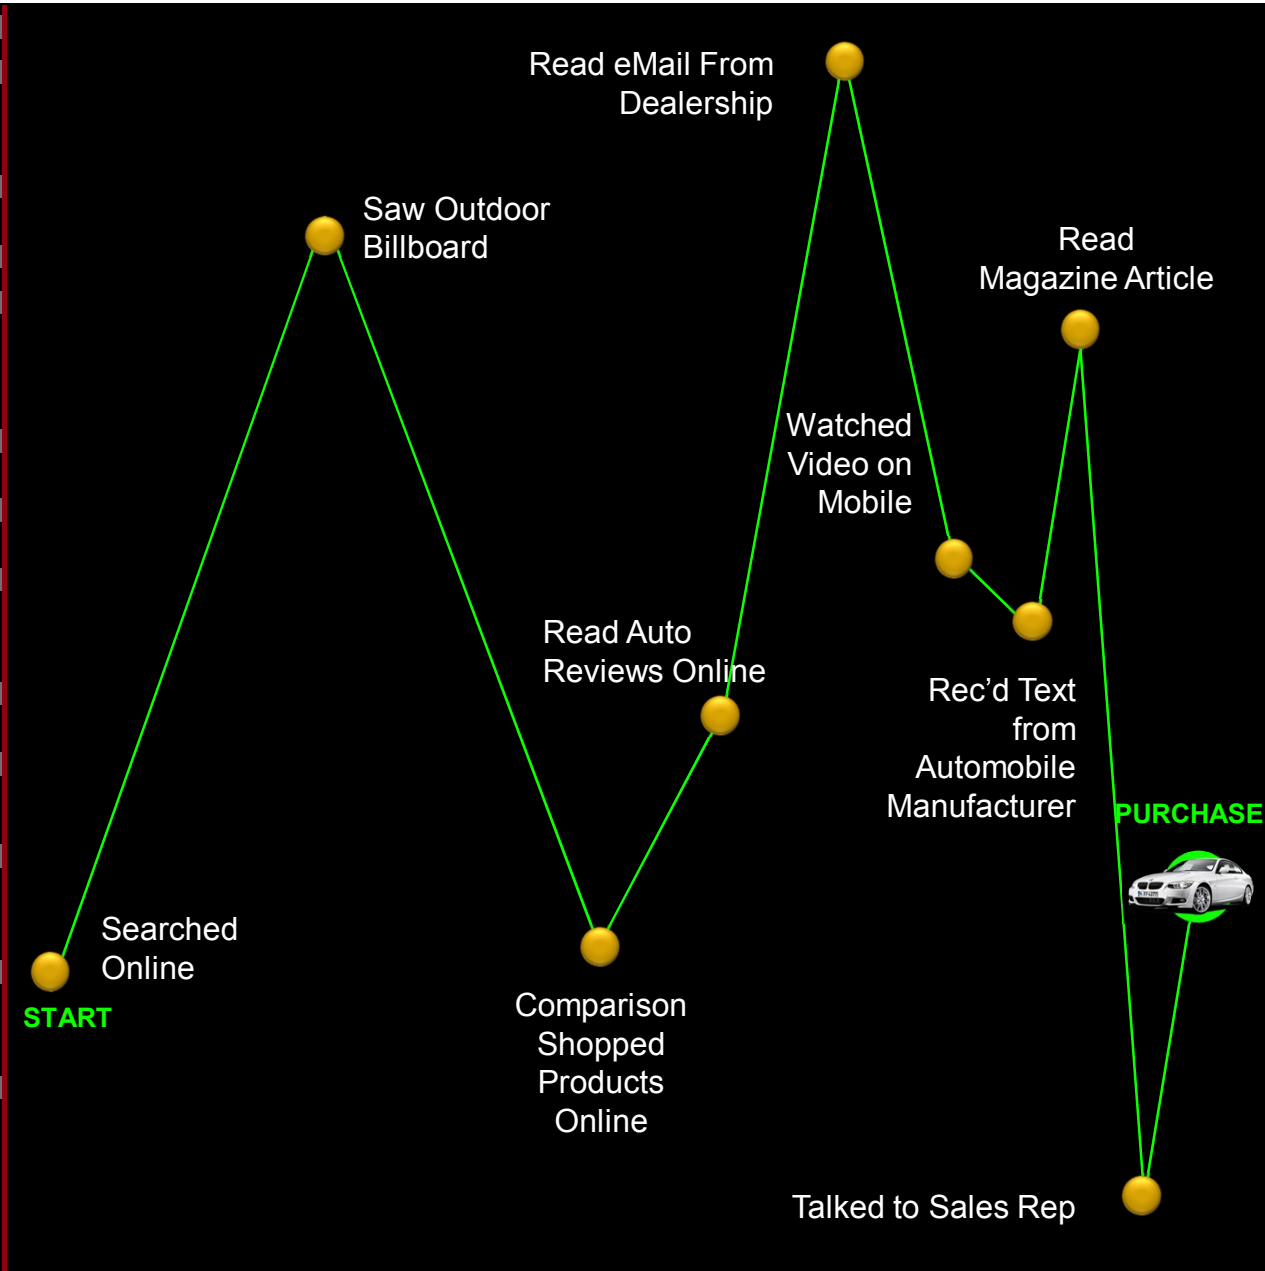 Read eMail From
Dealership
Saw Outdoor
Billboard
Read
Magazine Article
Watched
Video on
Mobile
Read Auto
Reviews Online
Rec’d Text
from
Automobile
Manufacturer
PURCHASE
Searched
Online
START
Comparison
Shopped
Products
Online
Talked to Sales Rep